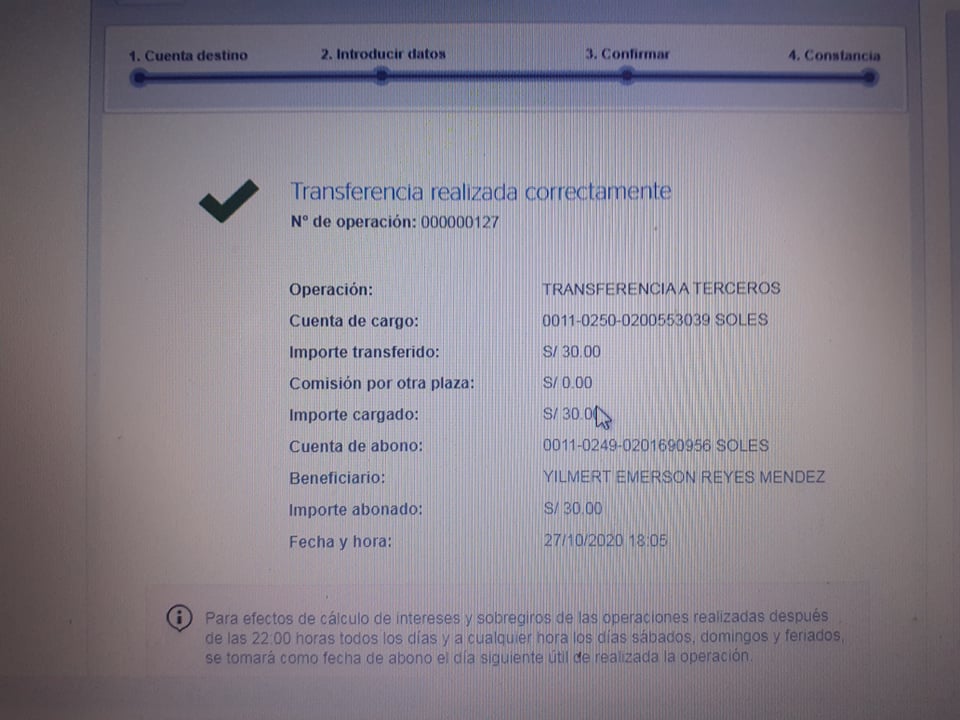 1. Cuenta destino 2. Introducir datos 3. Confirmar 4. Constancia
Transferencia realizada correctamente
Nº de operación: 000000127
Operación: TRANSFERENCIA A TERCEROS
Cuenta de cargo: 0011-0250-0200553039 SOLES
Importe transferido: S/ 30.00
Comisión por otra plaza: S/ 0.00
Importe cargado: S/ 30.00
Cuenta de abono: 0011-0249-0201690956 SOLES
Beneficiario: YILMERT EMERSON REYES MENDEZ
Importe abonado: S/ 30.00
Fecha y hora: 27/10/2020 18:05
Para efectos de cálculo de intereses y sobregiros de las operaciones realizadas después
de las 22:00 horas todos los días y a cualquier hora los días sábados, domingos y feriados,
se tomará como fecha de abono el día siguiente útil de realizada la operación.